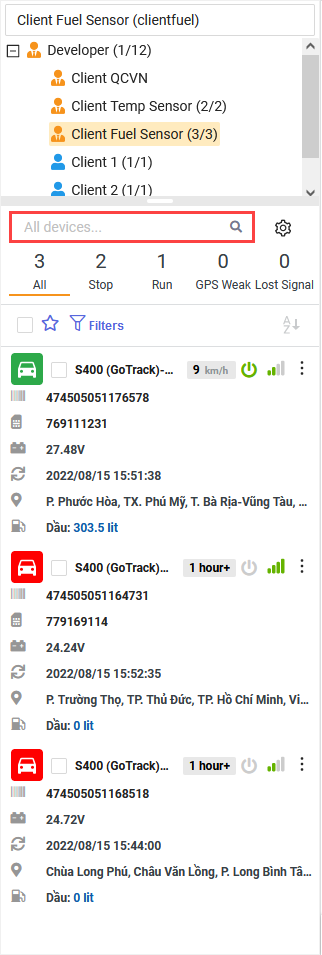 Client Fuel Sensor (clientfuel)
Developer (1/12)
Client QCVN
Client Temp Sensor (2/2)
Client Fuel Sensor (3/3)
Client 1 (1/1)
Client 2 (1/1)
All devices...
3 2 1 0 0
All Stop Run GPS Weak Lost Signal
Filters
S400 (GoTrack)-... 9 km/h
474505051176578
769111231
27.48V
2022/08/15 15:51:38
P. Phước Hòa, TX. Phú Mỹ, T. Bà Rịa-Vũng Tàu, ...
Dầu: 303.5 lit
S400 (GoTrack)... 1 hour+
474505051164731
779169114
24.24V
2022/08/15 15:52:35
P. Trường Thọ, TP. Thủ Đức, TP. Hồ Chí Minh, Vi...
Dầu: 0 lit
S400 (GoTrack)... 1 hour+
474505051168518
24.72V
2022/08/15 15:44:00
Chùa Long Phú, Châu Văn Lồng, P. Long Bình Tâ...
Dầu: 0 lit